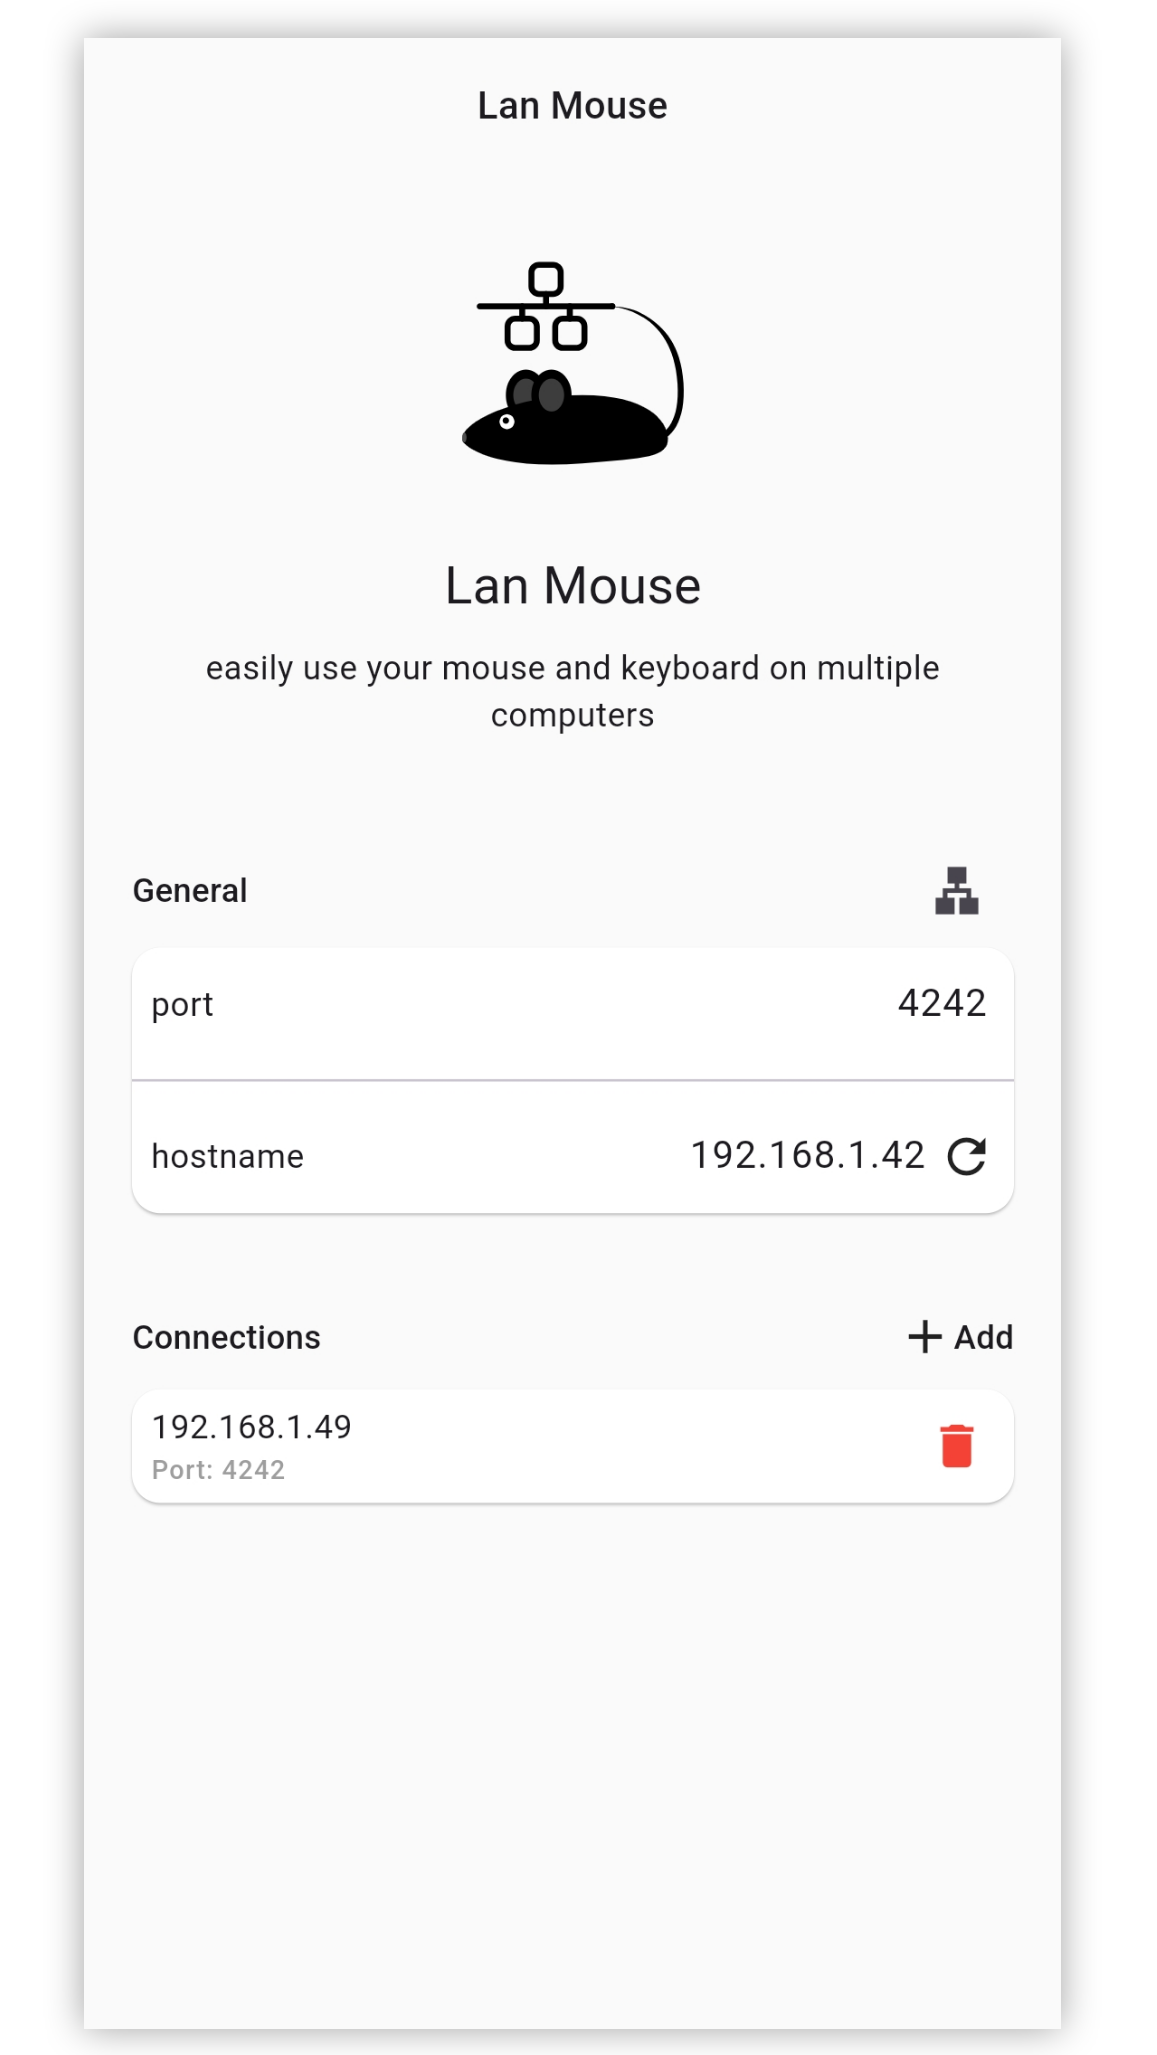 Lan Mouse
Lan Mouse
easily use your mouse and keyboard on multiple
computers
General
port 4242
hostname 192.168.1.42
Connections Add
192.168.1.49
Port: 4242